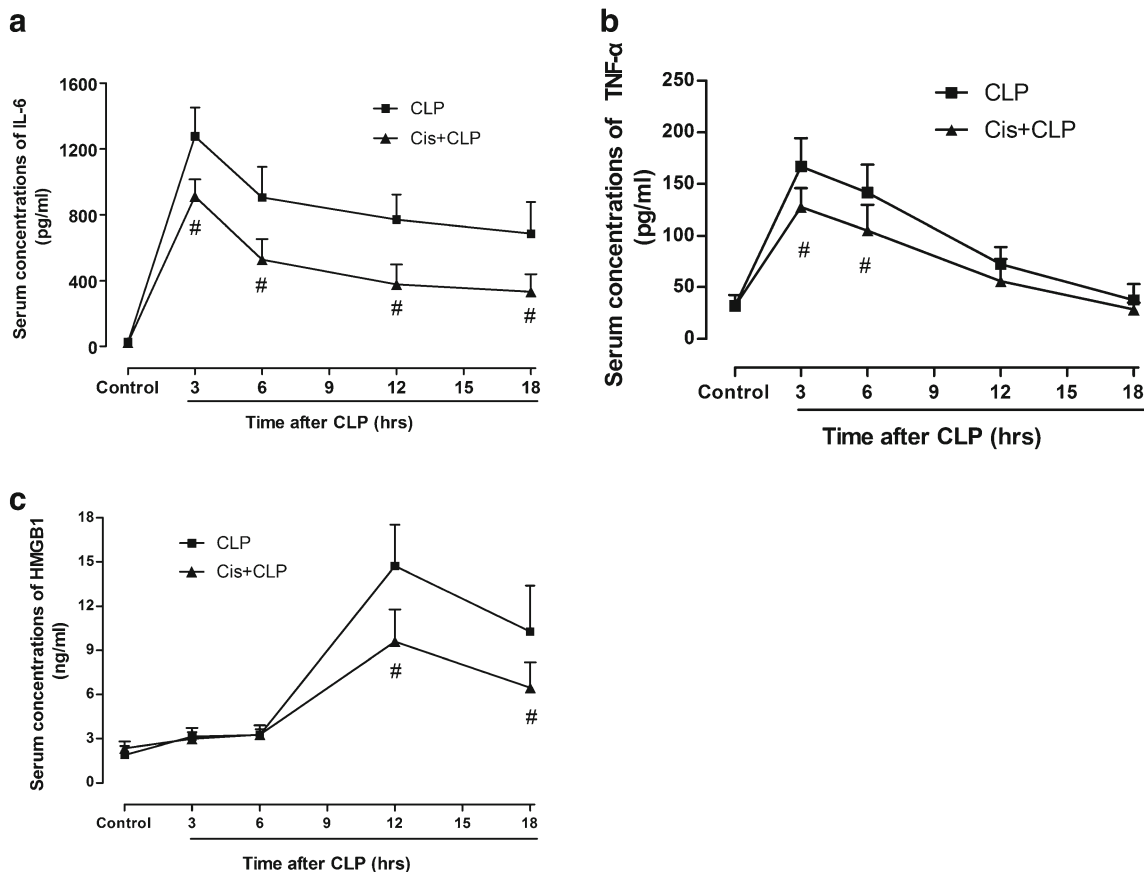 a
Serum concentrations of IL-6
(pg/ml)
1600
1200
800
400
0
CLP
Cis+CLP
#
#
#
#
Control 3 6 9 12 15 18
Time after CLP (hrs)
b
Serum concentrations of TNF-α
(pg/ml)
250
200
150
100
50
0
CLP
Cis+CLP
#
#
Control 3 6 9 12 15 18
Time after CLP (hrs)
c
Serum concentrations of HMGB1
(ng/ml)
18
15
12
9
6
3
0
CLP
Cis+CLP
#
#
Control 3 6 9 12 15 18
Time after CLP (hrs)